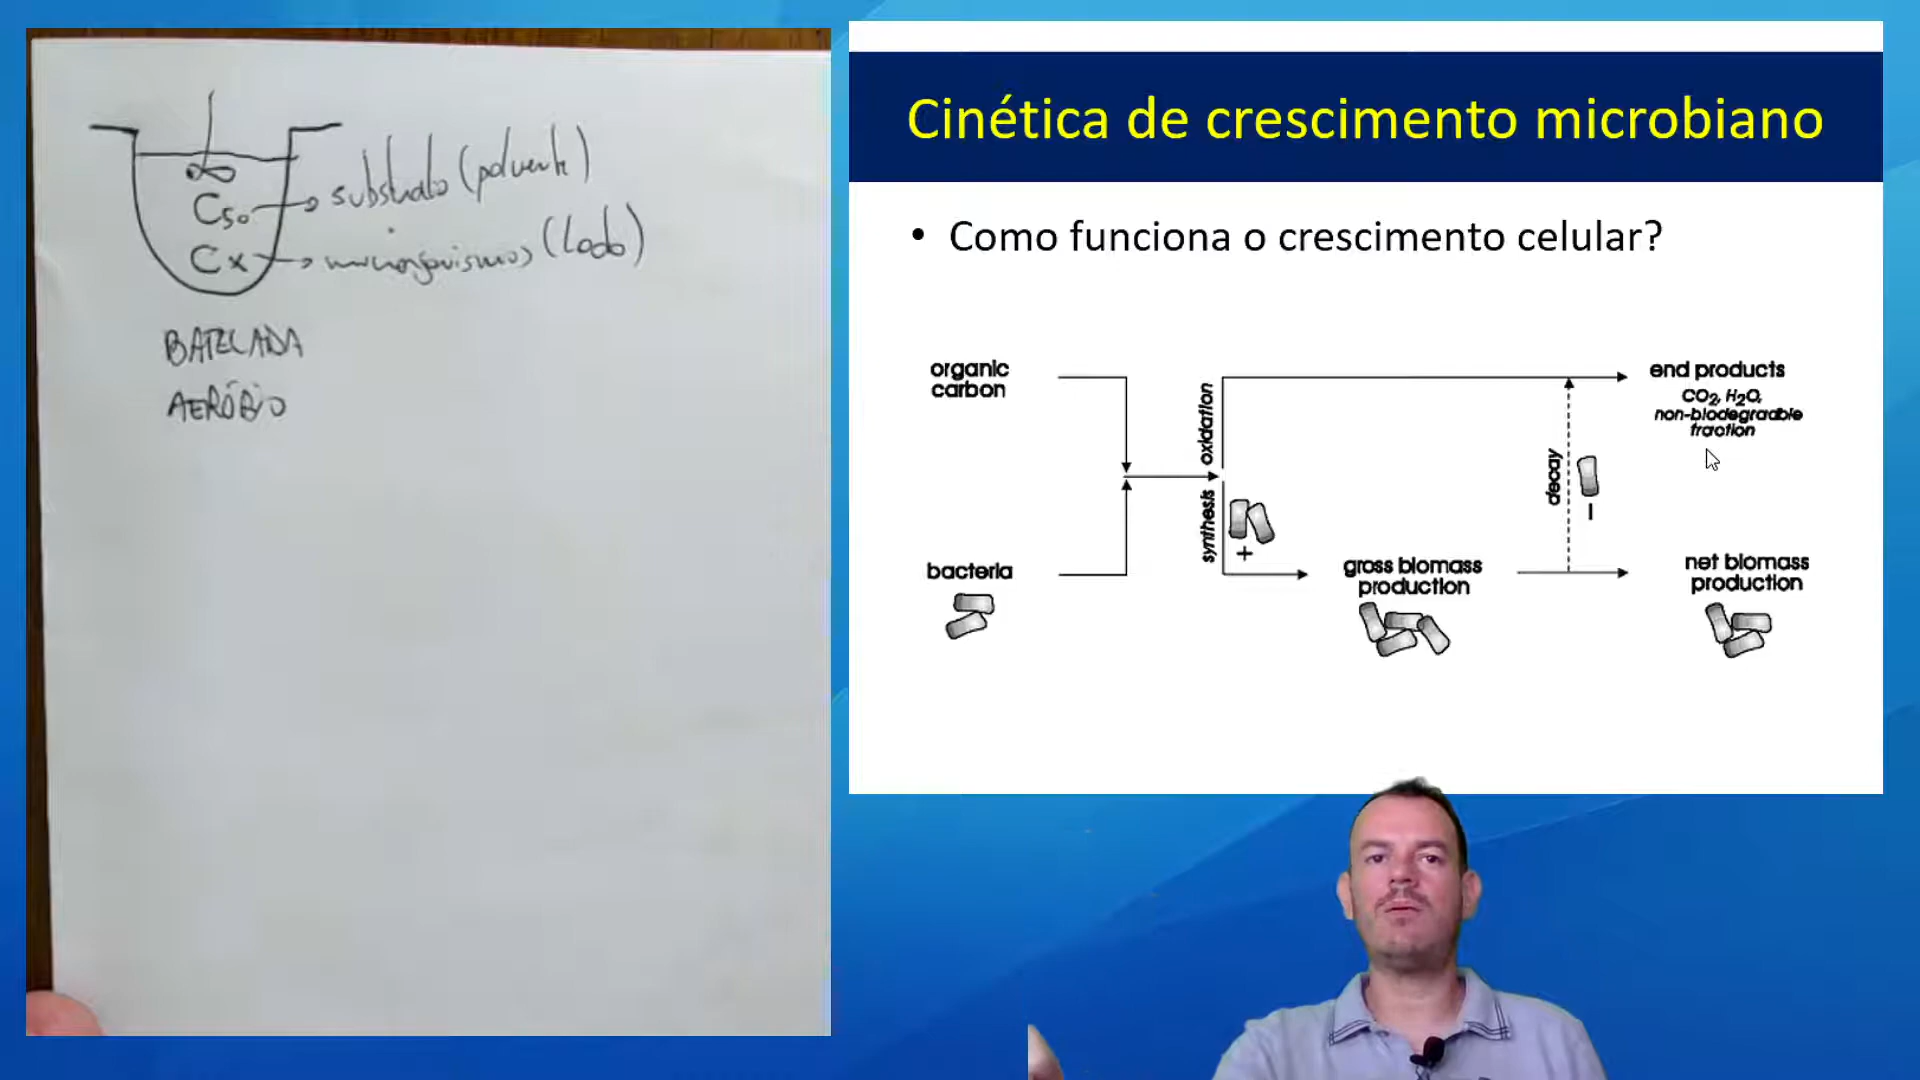 Cso → substrato (poluente)
Cx → microrganismos (Lodo)
BATELADA
AERÓBIO
Cinética de crescimento microbiano
• Como funciona o crescimento celular?
organic
carbon
oxidation
end products
CO2, H2O,
non-biodegradable
fraction
decay
synthesis
+
−
bacteria
gross biomass
production
net biomass
production